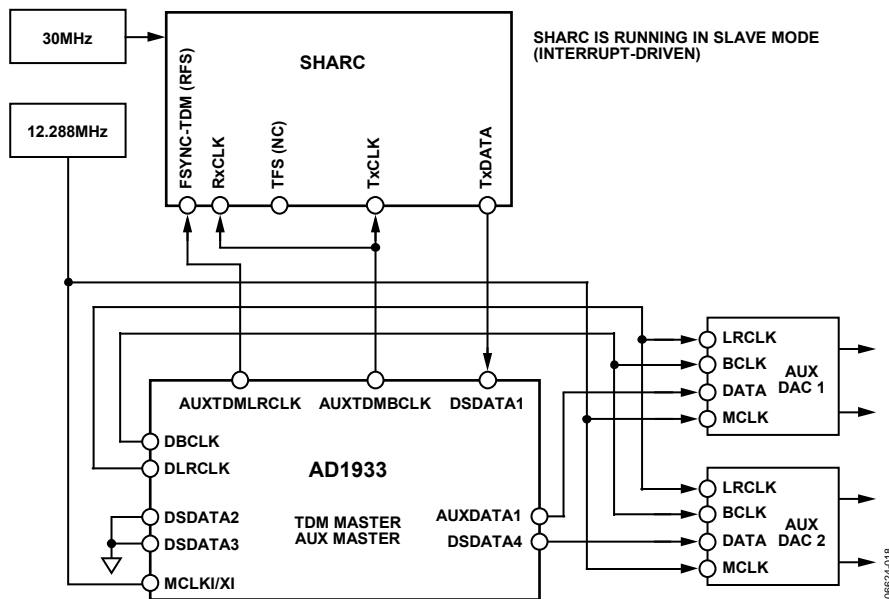 30MHz
SHARC
SHARC IS RUNNING IN SLAVE MODE
(INTERRUPT-DRIVEN)
12.288MHz
FSYNC-TDM (RFS)
RxCLK
TFS (NC)
TxCLK
TxDATA
LRCLK
BCLK
DATA
MCLK
AUX
DAC 1
AUXTDMLRCLK
AUXTDMBCLK
DSDATA1
DBCLK
DLRCLK
AD1933
DSDATA2
DSDATA3
MCLKI/XI
TDM MASTER
AUX MASTER
AUXDATA1
DSDATA4
LRCLK
BCLK
DATA
MCLK
AUX
DAC 2
06624-018